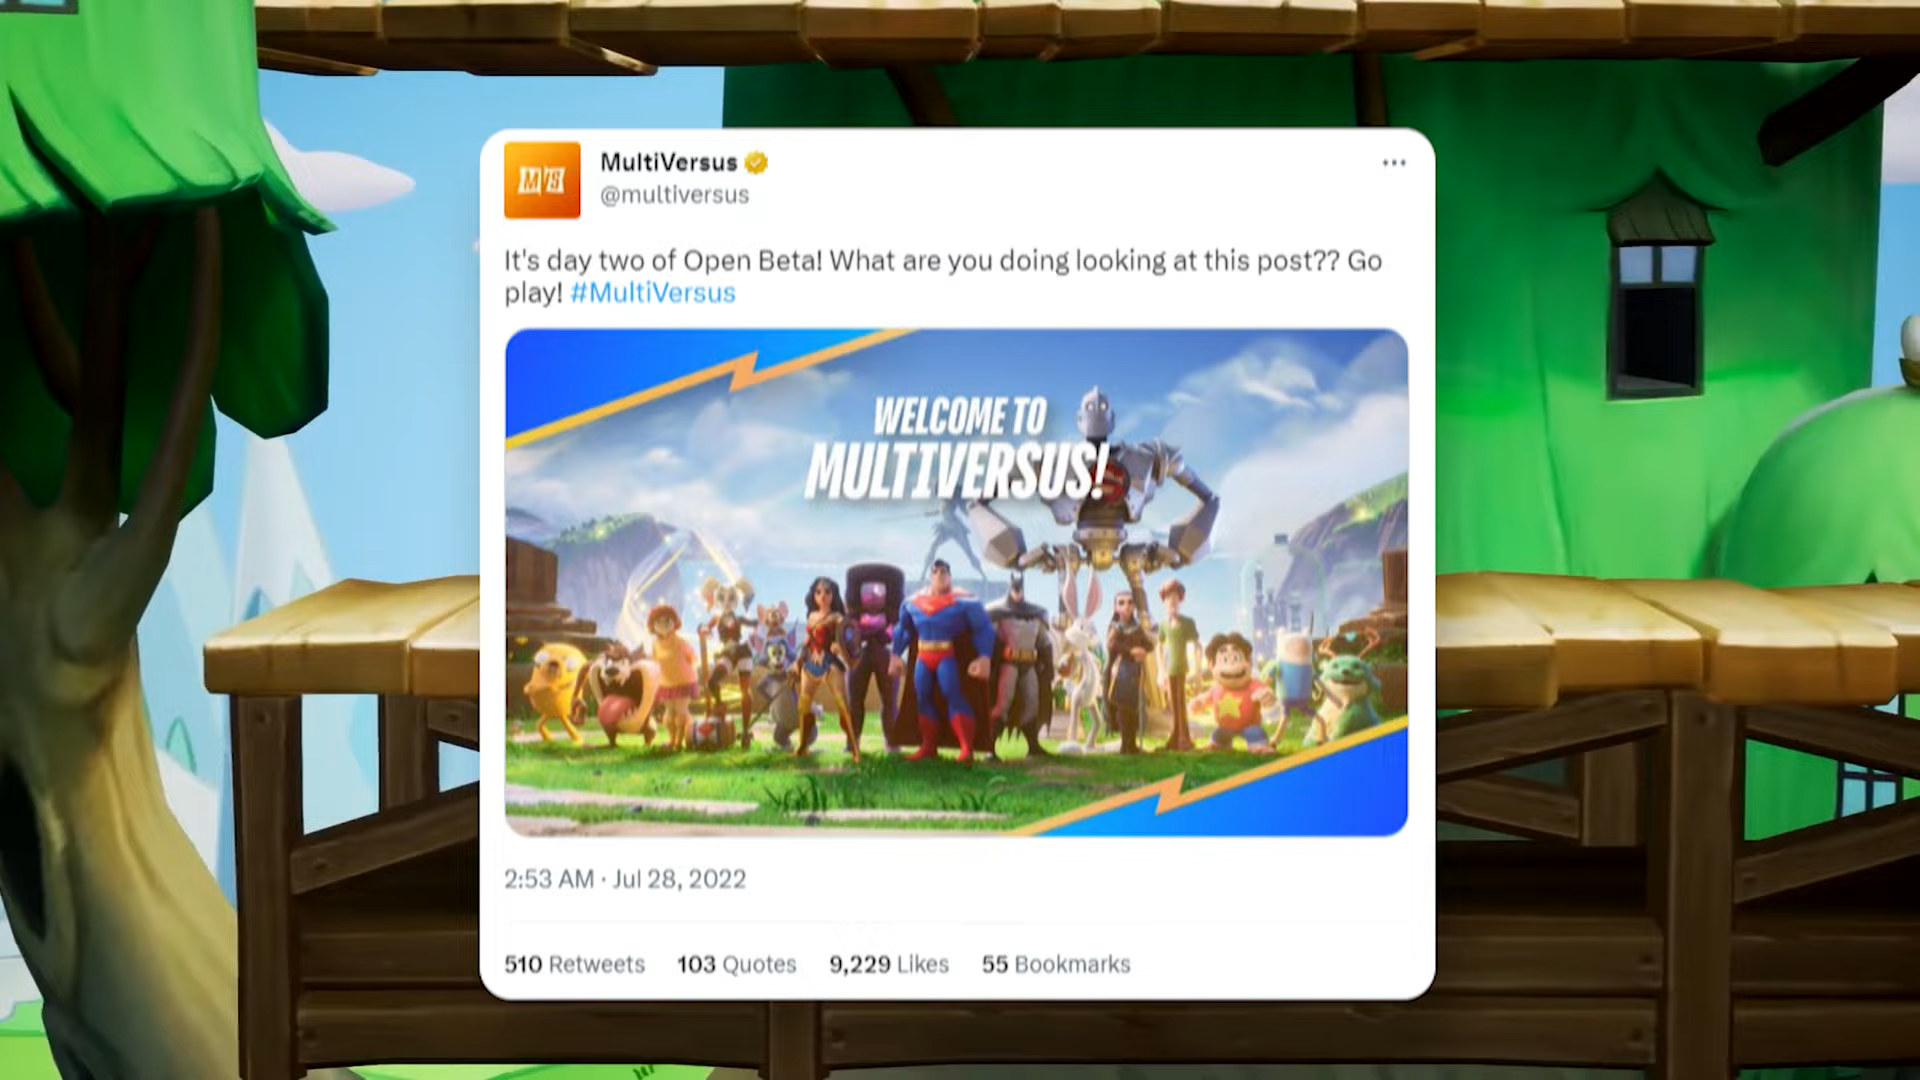 M/S
MultiVersus
@multiversus
It's day two of Open Beta! What are you doing looking at this post?? Go
play! #MultiVersus
WELCOME TO
MULTIVERSUS!
2:53 AM · Jul 28, 2022
510 Retweets 103 Quotes 9,229 Likes 55 Bookmarks